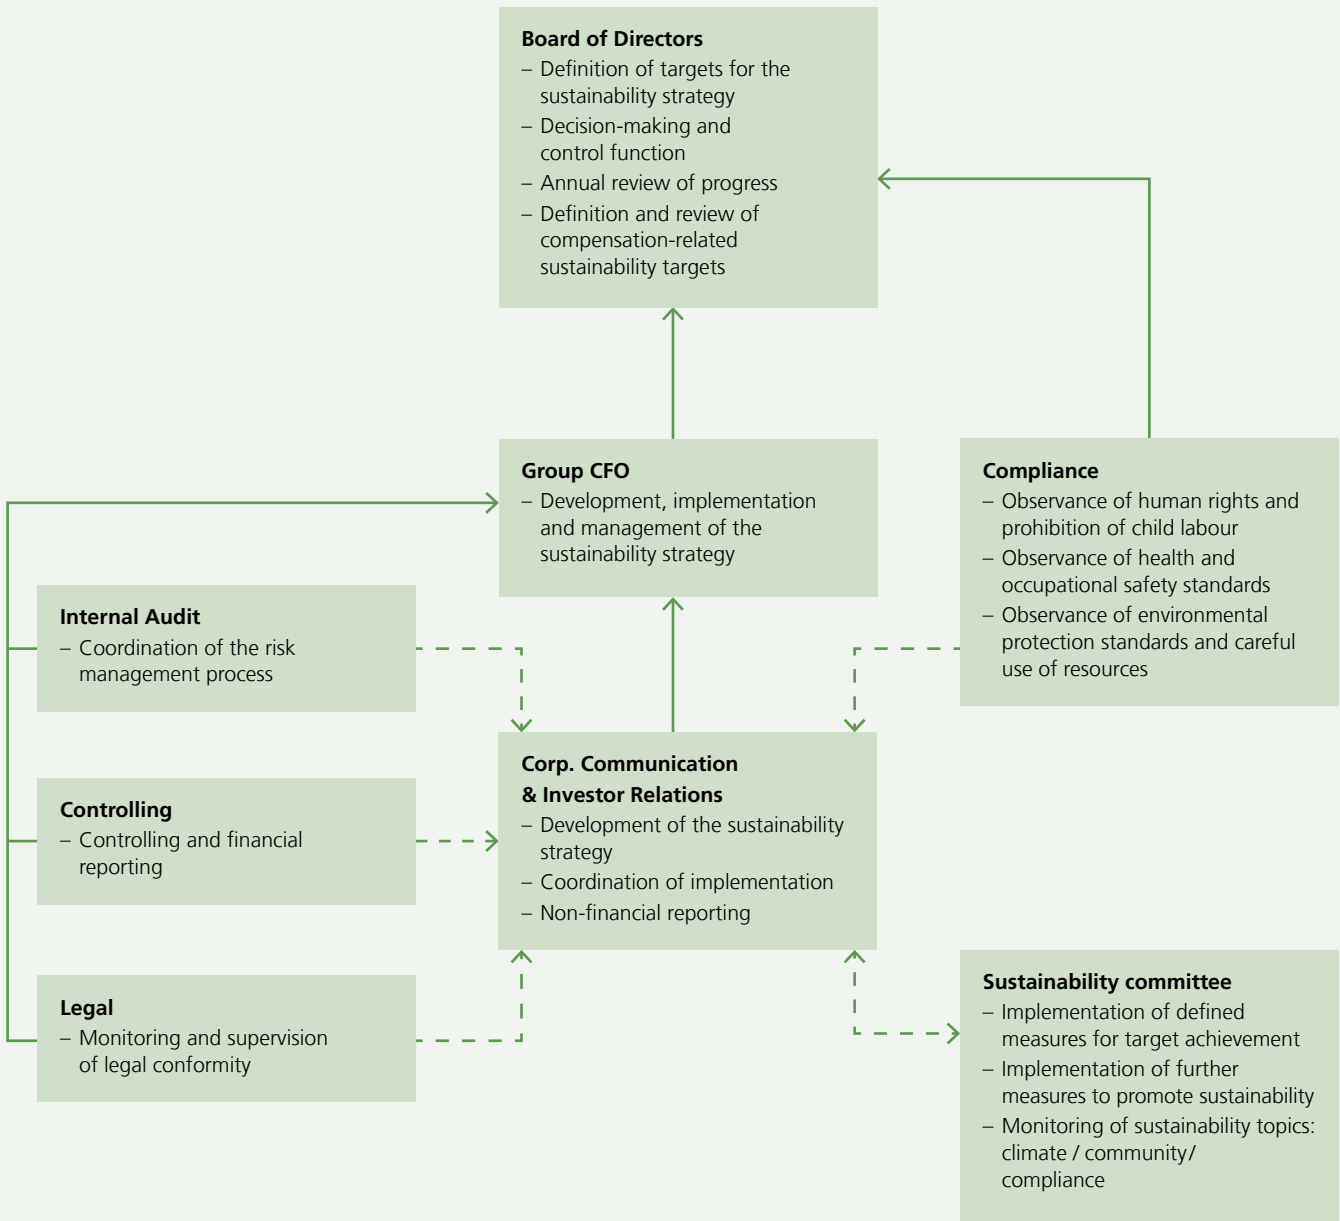 Board of Directors
– Definition of targets for the
sustainability strategy
– Decision-making and
control function
– Annual review of progress
– Definition and review of
compensation-related
sustainability targets
Group CFO
– Development, implementation
and management of the
sustainability strategy
Compliance
– Observance of human rights and
prohibition of child labour
– Observance of health and
occupational safety standards
– Observance of environmental
protection standards and careful
use of resources
Internal Audit
– Coordination of the risk
management process
Corp. Communication
& Investor Relations
– Development of the sustainability
strategy
– Coordination of implementation
– Non-financial reporting
Controlling
– Controlling and financial
reporting
Legal
– Monitoring and supervision
of legal conformity
Sustainability committee
– Implementation of defined
measures for target achievement
– Implementation of further
measures to promote sustainability
– Monitoring of sustainability topics:
climate / community/
compliance